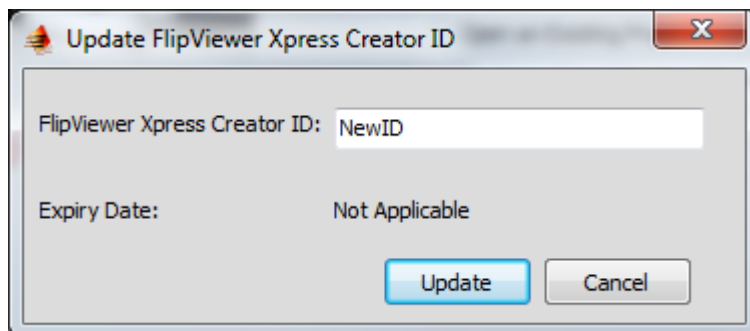 Update FlipViewer Xpress Creator ID
FlipViewer Xpress Creator ID: NewID
Expiry Date: Not Applicable
Update Cancel